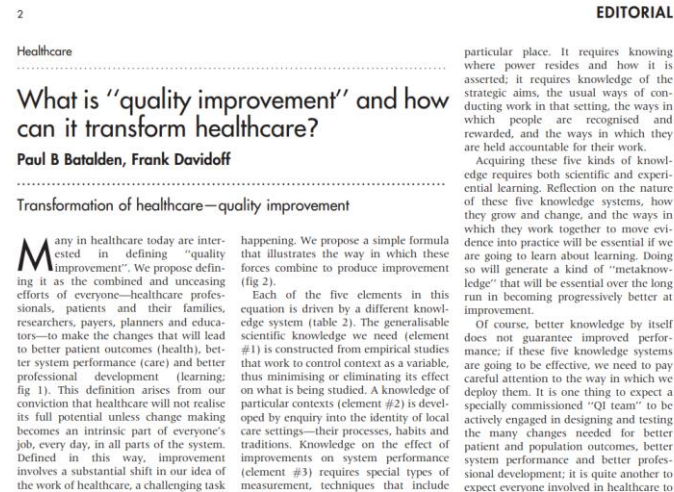 2
EDITORIAL
Healthcare
What is "quality improvement" and how
can it transform healthcare?
Paul B Batalden, Frank Davidoff
Transformation of healthcare—quality improvement
Many in healthcare today are inter-
ested in defining "quality
improvement". We propose defin-
ing it as the combined and unceasing
efforts of everyone—healthcare profes-
sionals, patients and their families,
researchers, payers, planners and educa-
tors—to make the changes that will lead
to better patient outcomes (health), bet-
ter system performance (care) and better
professional development (learning;
fig 1). This definition arises from our
conviction that healthcare will not realise
its full potential unless change making
becomes an intrinsic part of everyone's
job, every day, in all parts of the system.
Defined in this way, improvement
involves a substantial shift in our idea of
the work of healthcare, a challenging task
happening. We propose a simple formula
that illustrates the way in which these
forces combine to produce improvement
(fig 2).
Each of the five elements in this
equation is driven by a different knowl-
edge system (table 2). The generalisable
scientific knowledge we need (element
#1) is constructed from empirical studies
that work to control context as a variable,
thus minimising or eliminating its effect
on what is being studied. A knowledge of
particular contexts (element #2) is devel-
oped by enquiry into the identity of local
care settings—their processes, habits and
traditions. Knowledge on the effect of
improvements on system performance
(element #3) requires special types of
measurement, techniques that include
particular place. It requires knowing
where power resides and how it is
asserted; it requires knowledge of the
strategic aims, the usual ways of con-
ducting work in that setting, the ways in
which people are recognised and
rewarded, and the ways in which they
are held accountable for their work.
Acquiring these five kinds of knowl-
edge requires both scientific and experi-
ential learning. Reflection on the nature
of these five knowledge systems, how
they grow and change, and the ways in
which they work together to move evi-
dence into practice will be essential if we
are going to learn about learning. Doing
so will generate a kind of "metaknow-
ledge" that will be essential over the long
run in becoming progressively better at
improvement.
Of course, better knowledge by itself
does not guarantee improved perfor-
mance; if these five knowledge systems
are going to be effective, we need to pay
careful attention to the way in which we
deploy them. It is one thing to expect a
specially commissioned "QI team" to be
actively engaged in designing and testing
the many changes needed for better
patient and population outcomes, better
system performance and better profes-
sional development; it is quite another to
expect everyone involved in healthcare to